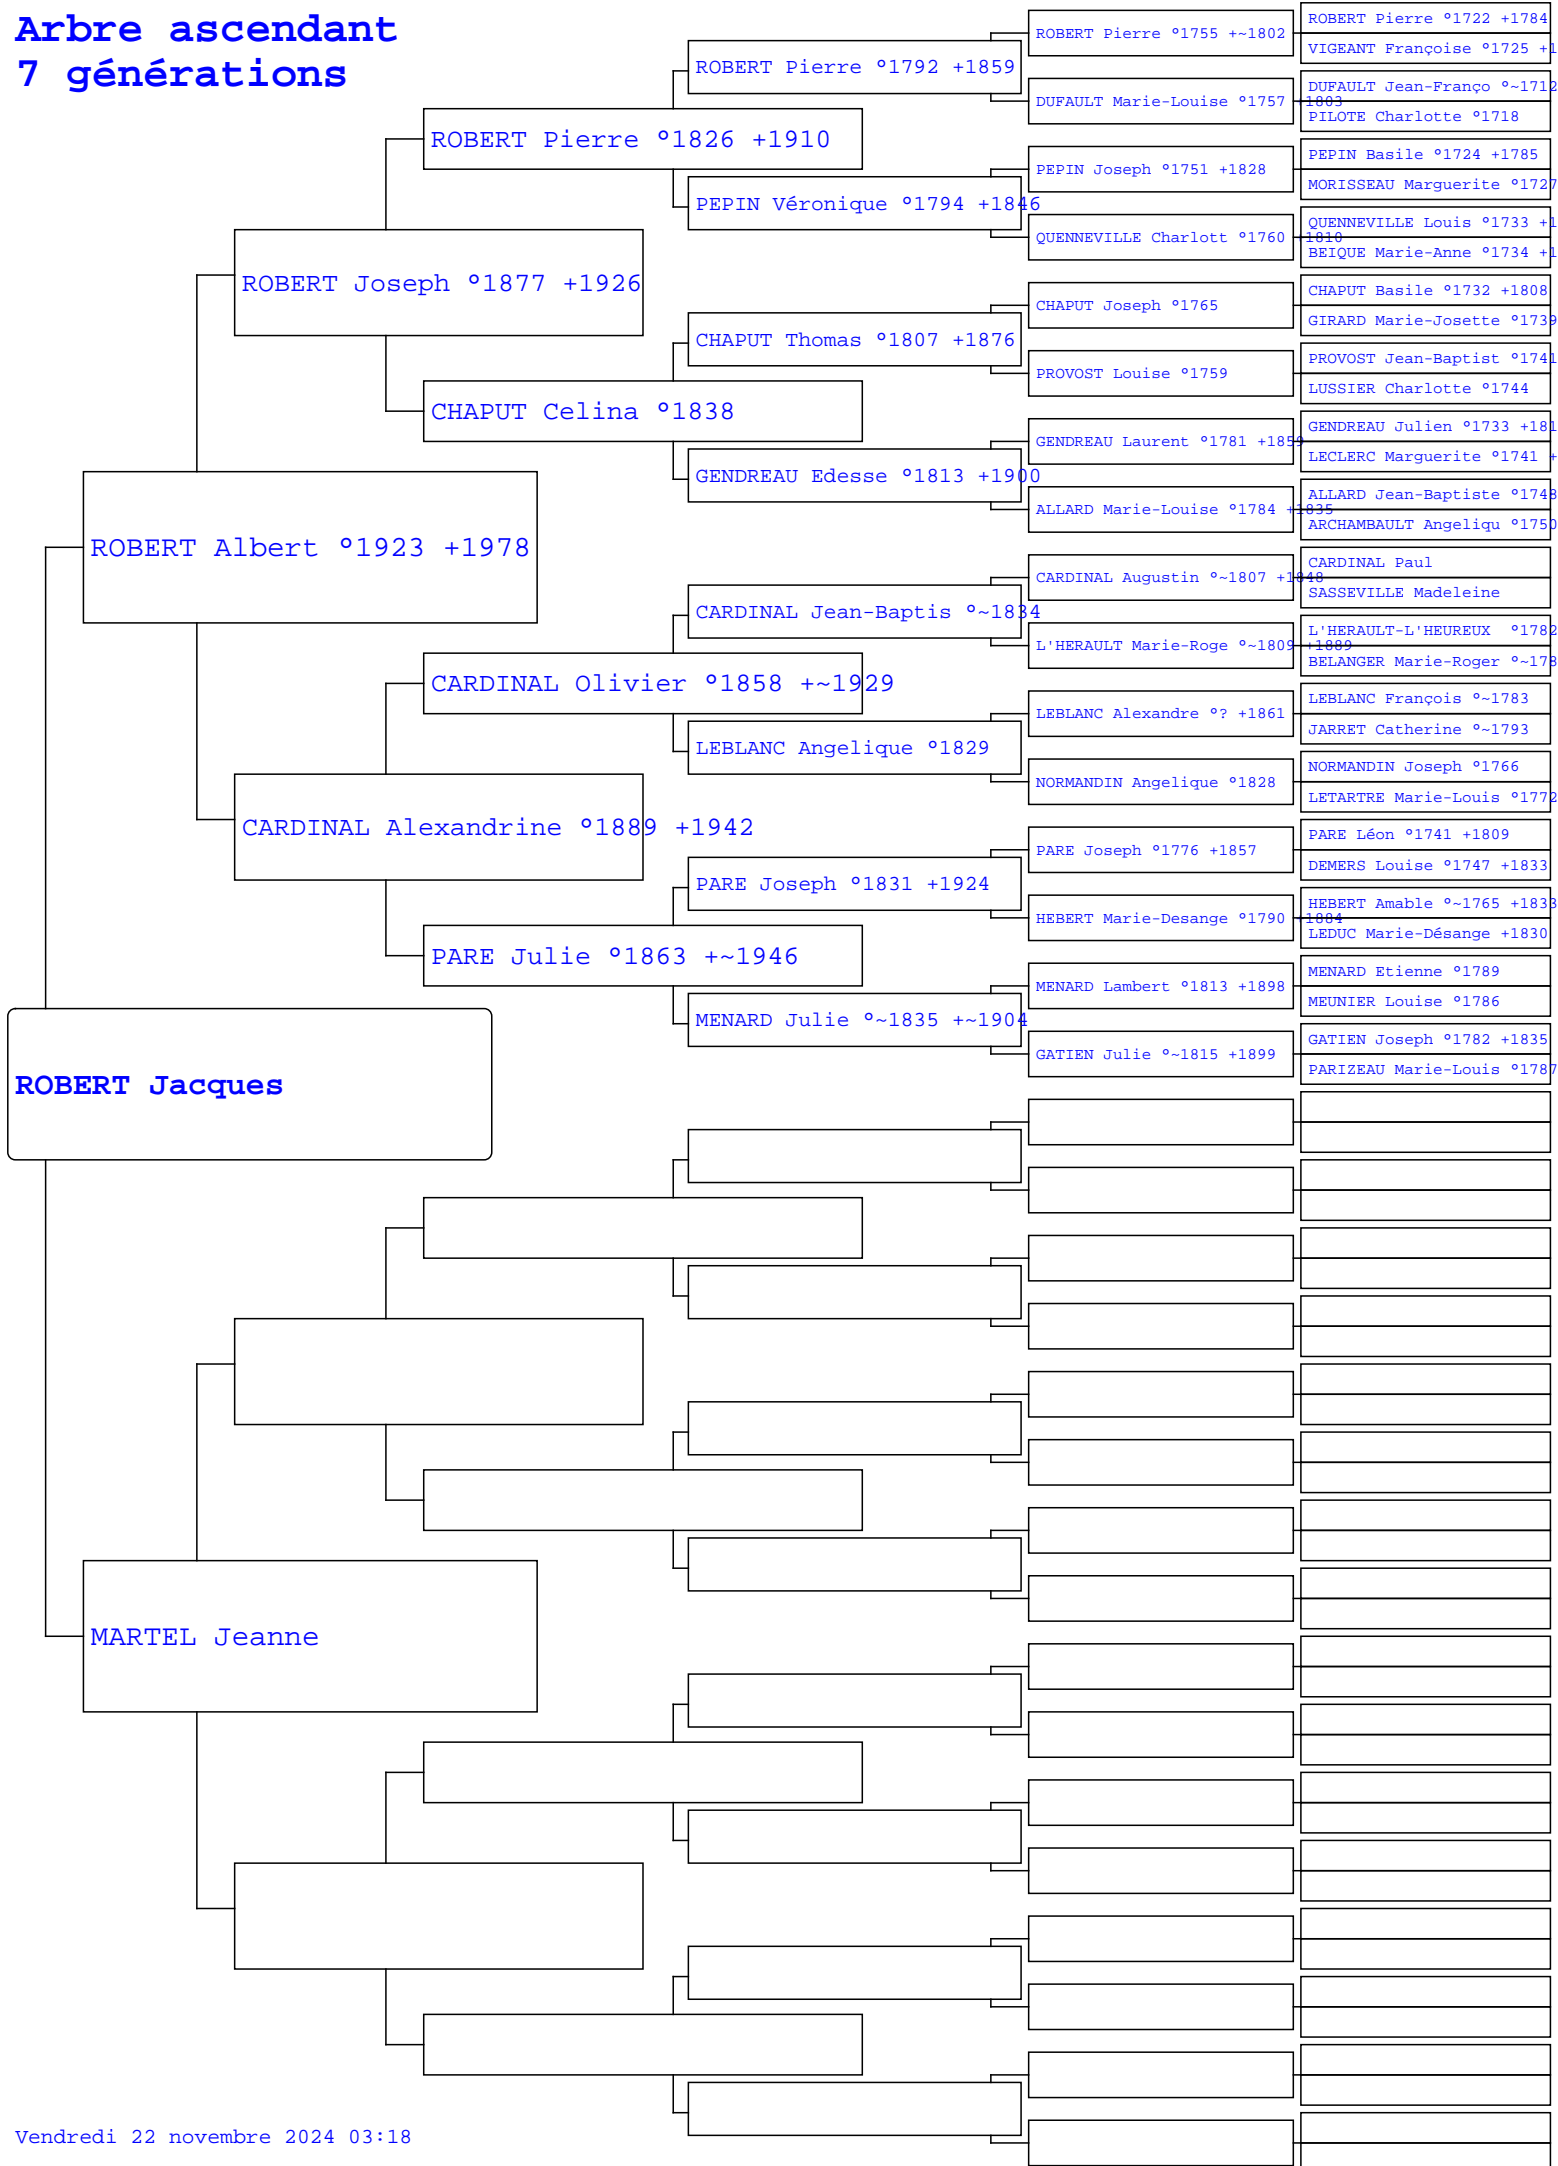 Arbre ascendant
7 générations
ROBERT Jacques
ROBERT Albert °1923 +1978
MARTEL Jeanne
ROBERT Joseph °1877 +1926
CARDINAL Alexandrine °1889 +1942
ROBERT Pierre °1826 +1910
CHAPUT Celina °1838
CARDINAL Olivier °1858 +~1929
PARE Julie °1863 +~1946
ROBERT Pierre °1792 +1859
PEPIN Véronique °1794 +1846
CHAPUT Thomas °1807 +1876
GENDREAU Edesse °1813 +1900
CARDINAL Jean-Baptis °~1834
LEBLANC Angelique °1829
PARE Joseph °1831 +1924
MENARD Julie °~1835 +~1904
ROBERT Pierre °1755 +~1802
DUFAULT Marie-Louise °1757 +1803
PEPIN Joseph °1751 +1828
QUENNEVILLE Charlott °1760 +1810
CHAPUT Joseph °1765
PROVOST Louise °1759
GENDREAU Laurent °1781 +1859
ALLARD Marie-Louise °1784 +1835
CARDINAL Augustin °~1807 +1848
L'HERAULT Marie-Roge °~1809 +1889
LEBLANC Alexandre °? +1861
NORMANDIN Angelique °1828
PARE Joseph °1776 +1857
HEBERT Marie-Desange °1790 +1884
MENARD Lambert °1813 +1898
GATIEN Julie °~1815 +1899
ROBERT Pierre °1722 +1784
VIGEANT Françoise °1725 +1
DUFAULT Jean-Franço °~1712
PILOTE Charlotte °1718
PEPIN Basile °1724 +1785
MORISSEAU Marguerite °1727
QUENNEVILLE Louis °1733 +1
BEIQUE Marie-Anne °1734 +1
CHAPUT Basile °1732 +1808
GIRARD Marie-Josette °1739
PROVOST Jean-Baptist °1741
LUSSIER Charlotte °1744
GENDREAU Julien °1733 +181
LECLERC Marguerite °1741 +
ALLARD Jean-Baptiste °1748
ARCHAMBAULT Angeliqu °1750
CARDINAL Paul
SASSEVILLE Madeleine
L'HERAULT-L'HEUREUX °1782
BELANGER Marie-Roger °~178
LEBLANC François °~1783
JARRET Catherine °~1793
NORMANDIN Joseph °1766
LETARTRE Marie-Louis °1772
PARE Léon °1741 +1809
DEMERS Louise °1747 +1833
HEBERT Amable °~1765 +1833
LEDUC Marie-Désange +1830
MENARD Etienne °1789
MEUNIER Louise °1786
GATIEN Joseph °1782 +1835
PARIZEAU Marie-Louis °1787
Vendredi 22 novembre 2024 03:18